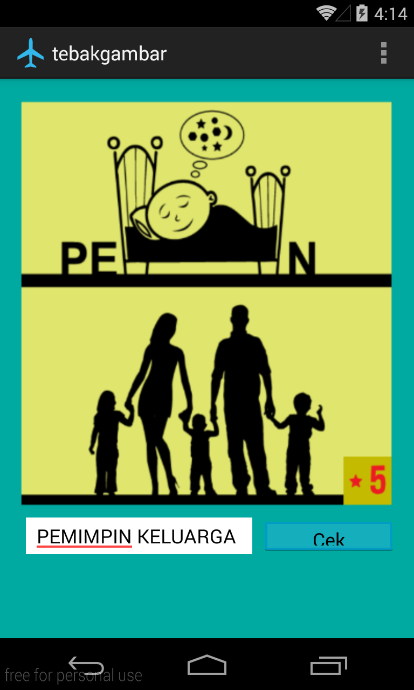 4:14
tebakgambar
PE N
5
PEMIMPIN KELUARGA
Cek
free for personal use